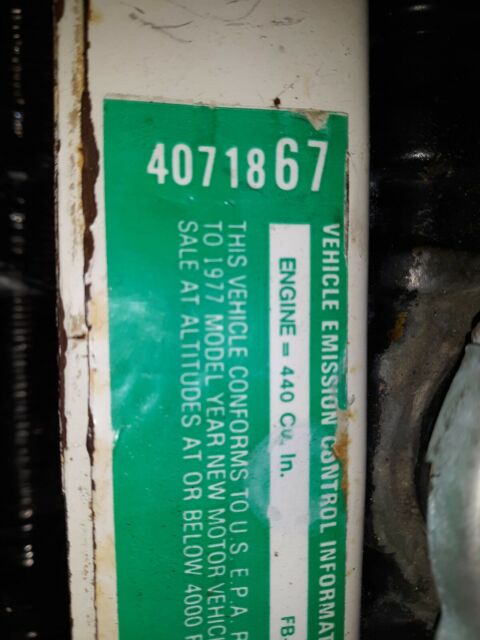 4071867
VEHICLE EMISSION CONTROL INFORMAT
ENGINE = 440 Cu. In. FB-
THIS VEHICLE CONFORMS TO U.S. E.P.A. R
TO 1977 MODEL YEAR NEW MOTOR VEHIC
SALE AT ALTITUDES AT OR BELOW 4000 F